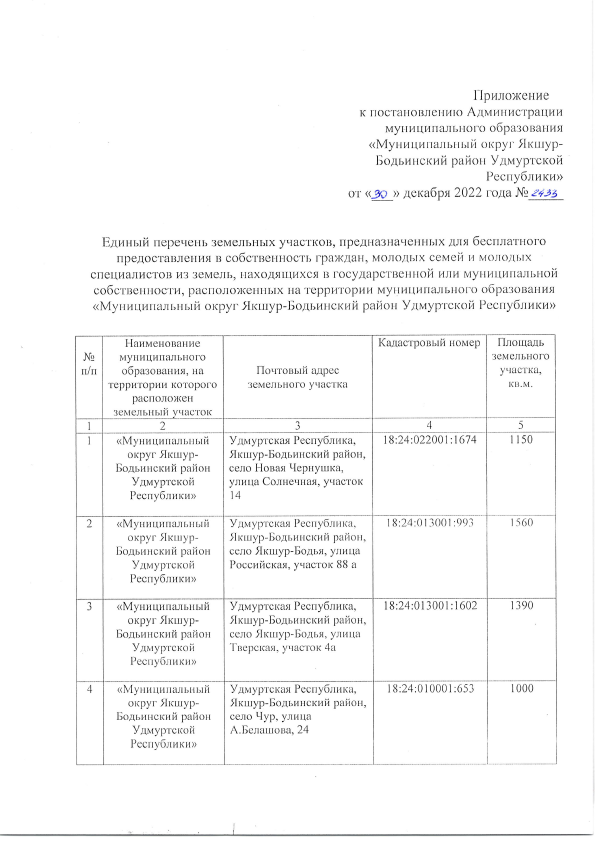 Приложение
к постановлению Администрации
муниципального образования
«Муниципальный округ Якшур-
Бодьинский район Удмуртской
Республики»
от «30» декабря 2022 года № 2433
Единый перечень земельных участков, предназначенных для бесплатного
предоставления в собственность граждан, молодых семей и молодых
специалистов из земель, находящихся в государственной или муниципальной
собственности, расположенных на территории муниципального образования
«Муниципальный округ Якшур-Бодьинский район Удмуртской Республики»
№
п/п
Наименование
муниципального
образования, на
территории которого
расположен
земельный участок
Почтовый адрес
земельного участка
Кадастровый номер
Площадь
земельного
участка,
кв.м.
1 2 3 4 5
1
«Муниципальный
округ Якшур-
Бодьинский район
Удмуртской
Республики»
Удмуртская Республика,
Якшур-Бодьинский район,
село Новая Чернушка,
улица Солнечная, участок
14
18:24:022001:1674
1150
2
«Муниципальный
округ Якшур-
Бодьинский район
Удмуртской
Республики»
Удмуртская Республика,
Якшур-Бодьинский район,
село Якшур-Бодья, улица
Российская, участок 88 а
18:24:013001:993
1560
3
«Муниципальный
округ Якшур-
Бодьинский район
Удмуртской
Республики»
Удмуртская Республика,
Якшур-Бодьинский район,
село Якшур-Бодья, улица
Тверская, участок 4а
18:24:013001:1602
1390
4
«Муниципальный
округ Якшур-
Бодьинский район
Удмуртской
Республики»
Удмуртская Республика,
Якшур-Бодьинский район,
село Чур, улица
А.Белашова, 24
18:24:010001:653
1000